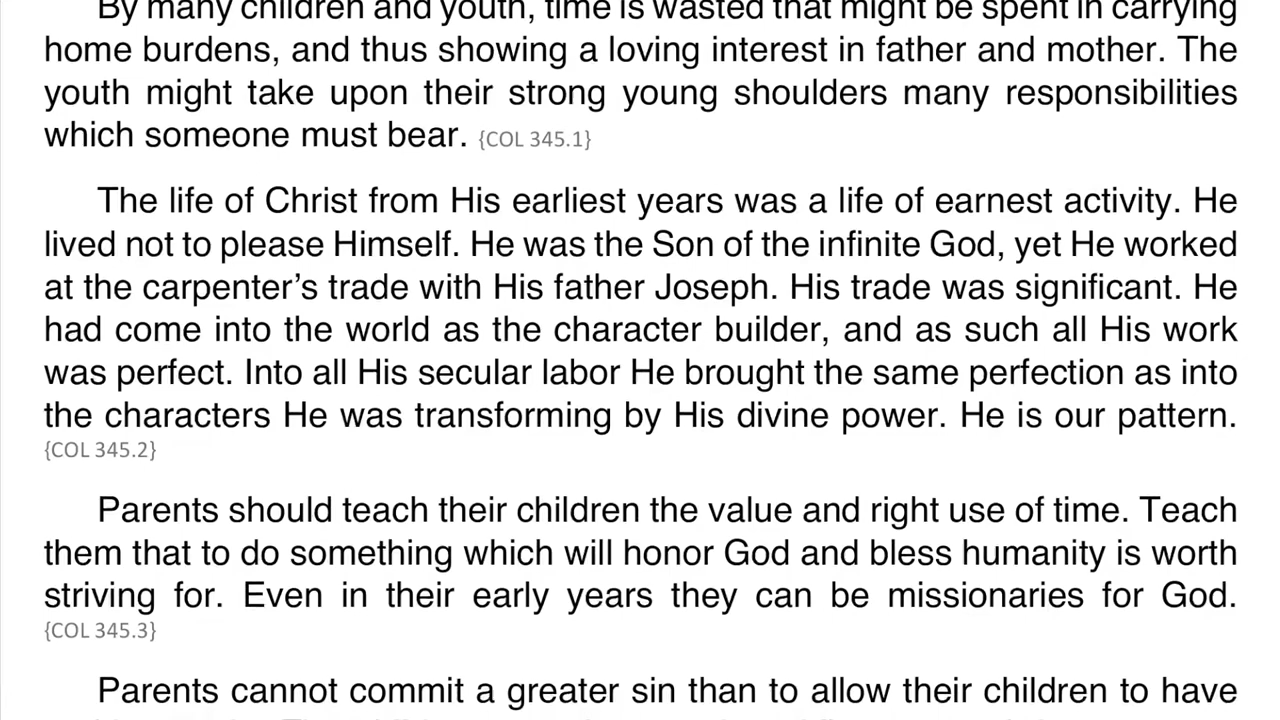 By many children and youth, time is wasted that might be spent in carrying
home burdens, and thus showing a loving interest in father and mother. The
youth might take upon their strong young shoulders many responsibilities
which someone must bear. {COL 345.1}
The life of Christ from His earliest years was a life of earnest activity. He
lived not to please Himself. He was the Son of the infinite God, yet He worked
at the carpenter’s trade with His father Joseph. His trade was significant. He
had come into the world as the character builder, and as such all His work
was perfect. Into all His secular labor He brought the same perfection as into
the characters He was transforming by His divine power. He is our pattern.
{COL 345.2}
Parents should teach their children the value and right use of time. Teach
them that to do something which will honor God and bless humanity is worth
striving for. Even in their early years they can be missionaries for God.
{COL 345.3}
Parents cannot commit a greater sin than to allow their children to have